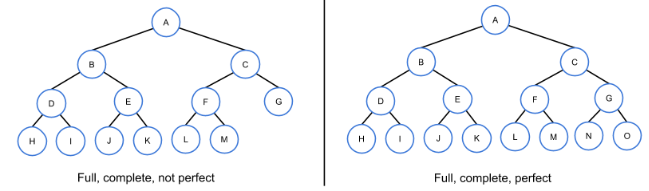 A
B C
D E F G
H I J K L M
Full, complete, not perfect
A
B C
D E F G
H I J K L M N O
Full, complete, perfect